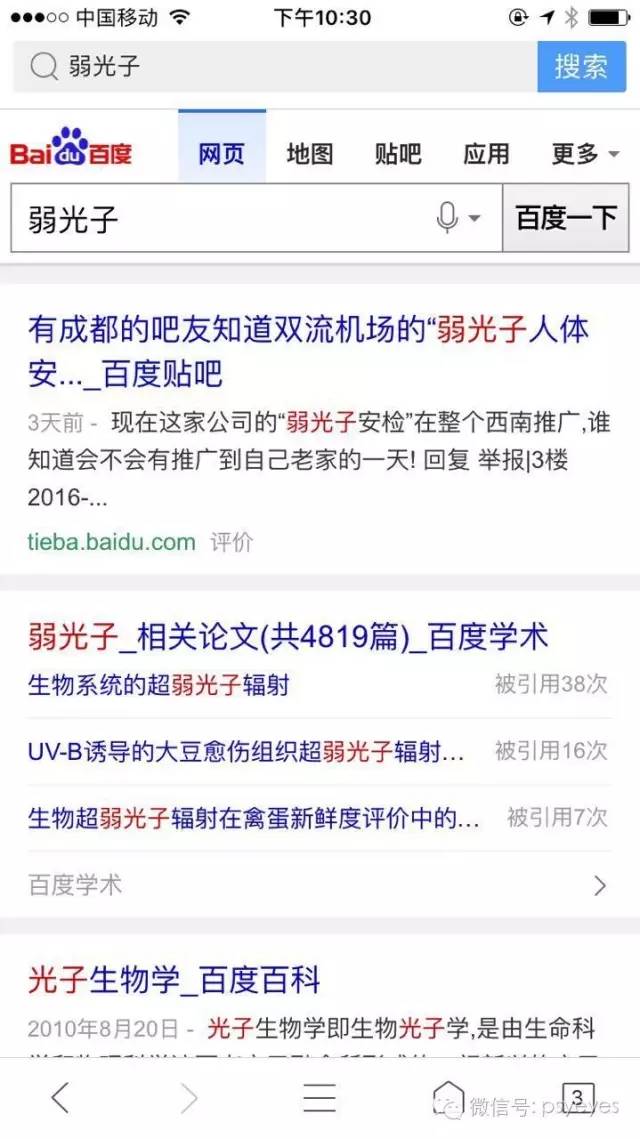 中国移动 下午10:30
弱光子 搜索
Bai du 百度 网页 地图 贴吧 应用 更多
弱光子 百度一下
有成都的吧友知道双流机场的“弱光子人体
安..._百度贴吧
3天前 - 现在这家公司的“弱光子安检”在整个西南推广,谁
知道会不会有推广到自己老家的一天! 回复 举报|3楼
2016-...
tieba.baidu.com 评价
弱光子_相关论文(共4819篇)_百度学术
生物系统的超弱光子辐射 被引用38次
UV-B诱导的大豆愈伤组织超弱光子辐射... 被引用16次
生物超弱光子辐射在禽蛋新鲜度评价中的... 被引用7次
百度学术
光子生物学_百度百科
2010年8月20日 - 光子生物学即生物光子学,是由生命科
3
微信号: psyeyes